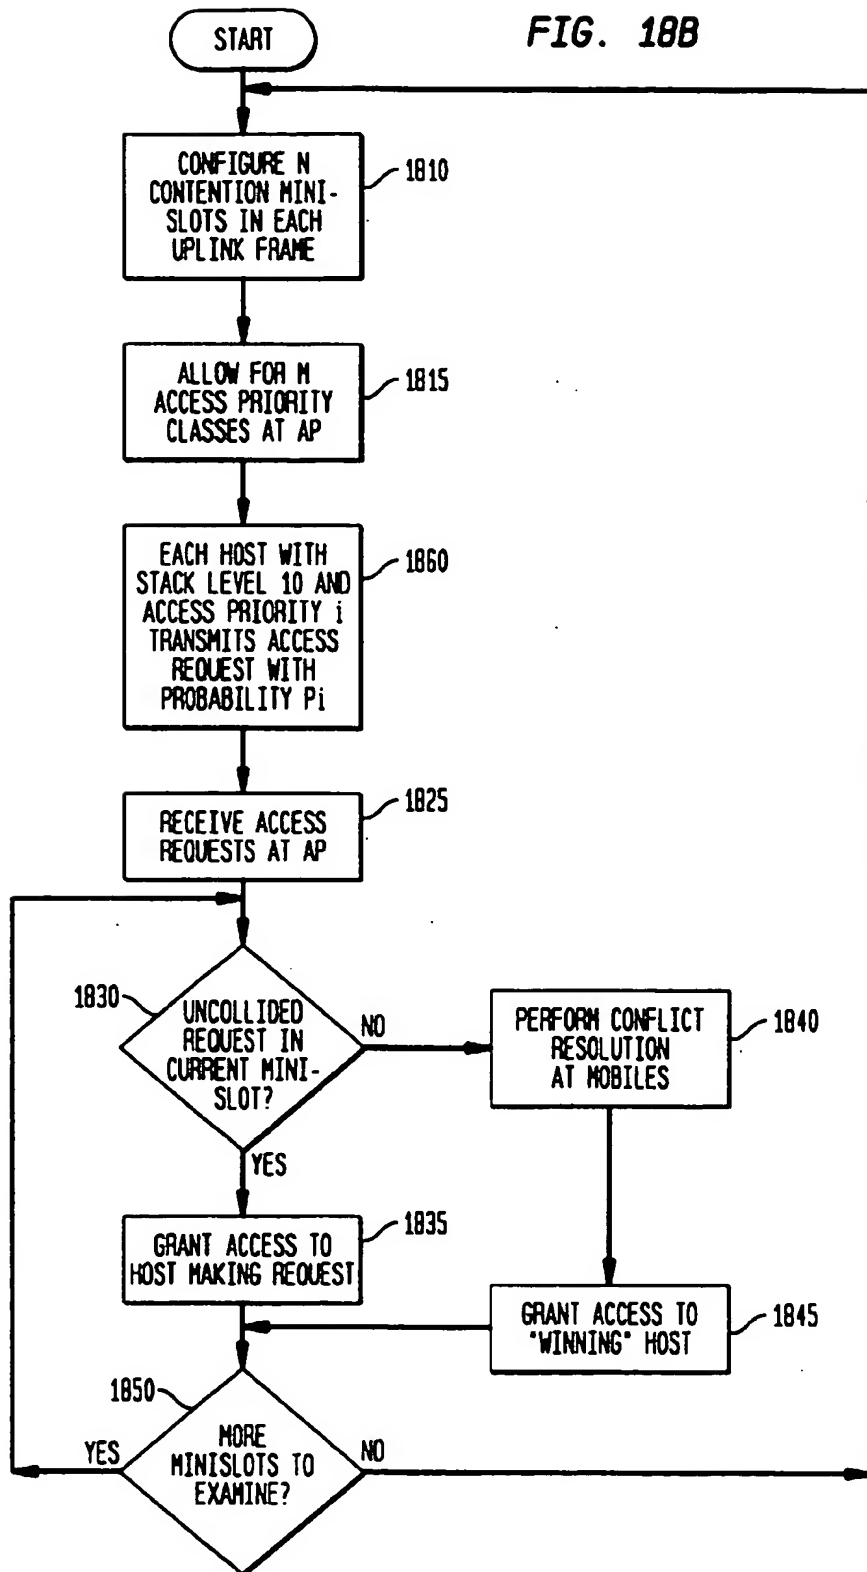 FIG. 18B
START
CONFIGURE N
CONTENTION MINI-
SLOTS IN EACH
UPLINK FRAME
1810
ALLOW FOR M
ACCESS PRIORITY
CLASSES AT AP
1815
EACH HOST WITH
STACK LEVEL 10 AND
ACCESS PRIORITY i
TRANSMITS ACCESS
REQUEST WITH
PROBABILITY Pi
1860
RECEIVE ACCESS
REQUESTS AT AP
1825
1830
UNCOLLIDED
REQUEST IN
CURRENT MINI-
SLOT?
NO
YES
PERFORM CONFLICT
RESOLUTION
AT MOBILES
1840
GRANT ACCESS TO
HOST MAKING REQUEST
1835
GRANT ACCESS TO
"WINNING" HOST
1845
1850
MORE
MINISLOTS TO
EXAMINE?
YES
NO